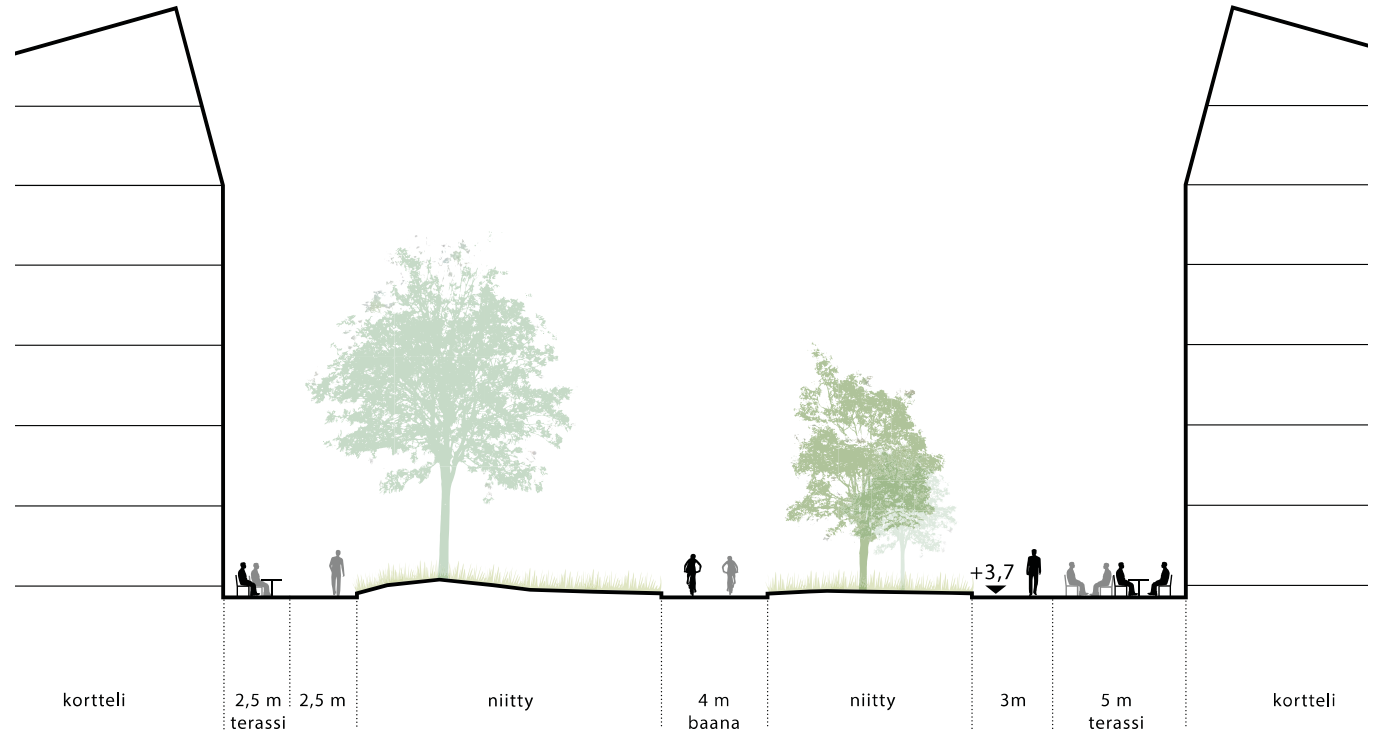 +3,7
kortteli
2,5 m
terassi
2,5 m
niitty
4 m
baana
niitty
3m
5 m
terassi
kortteli